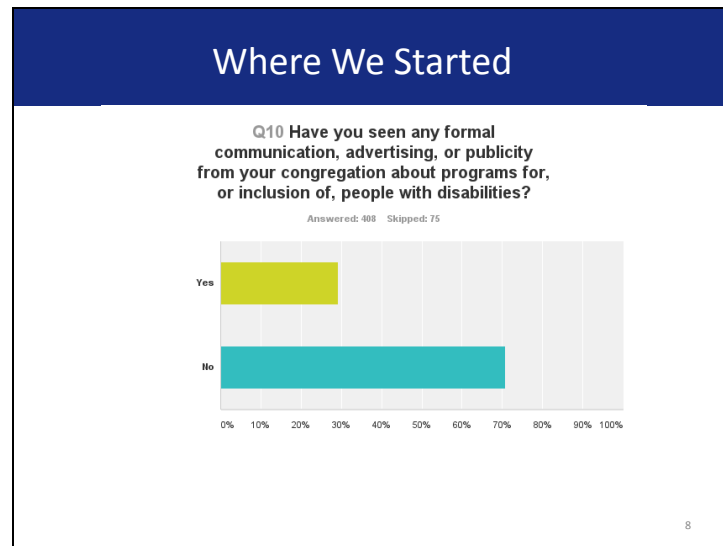 Where We Started
Q10 Have you seen any formal
communication, advertising, or publicity
from your congregation about programs for,
or inclusion of, people with disabilities?
Answered: 408 Skipped: 75
Yes
No
0% 10% 20% 30% 40% 50% 60% 70% 80% 90% 100%
8